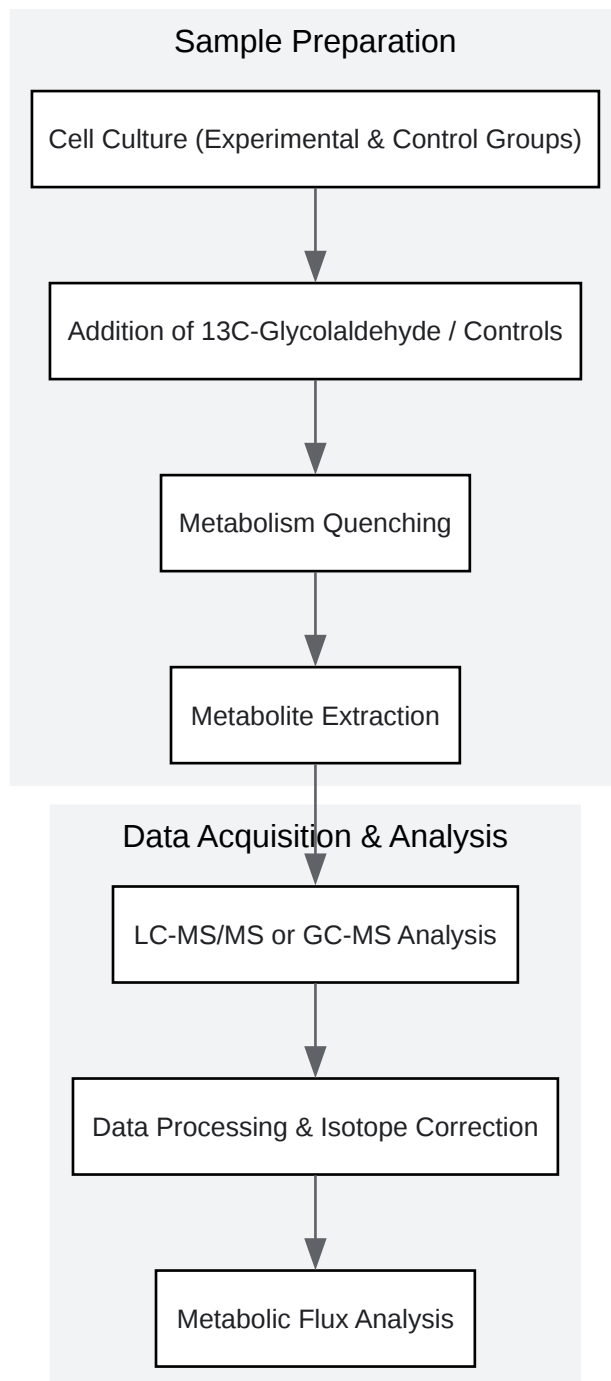 Sample Preparation
Cell Culture (Experimental & Control Groups)
Addition of 13C-Glycolaldehyde / Controls
Metabolism Quenching
Metabolite Extraction
Data Acquisition & Analysis
LC-MS/MS or GC-MS Analysis
Data Processing & Isotope Correction
Metabolic Flux Analysis